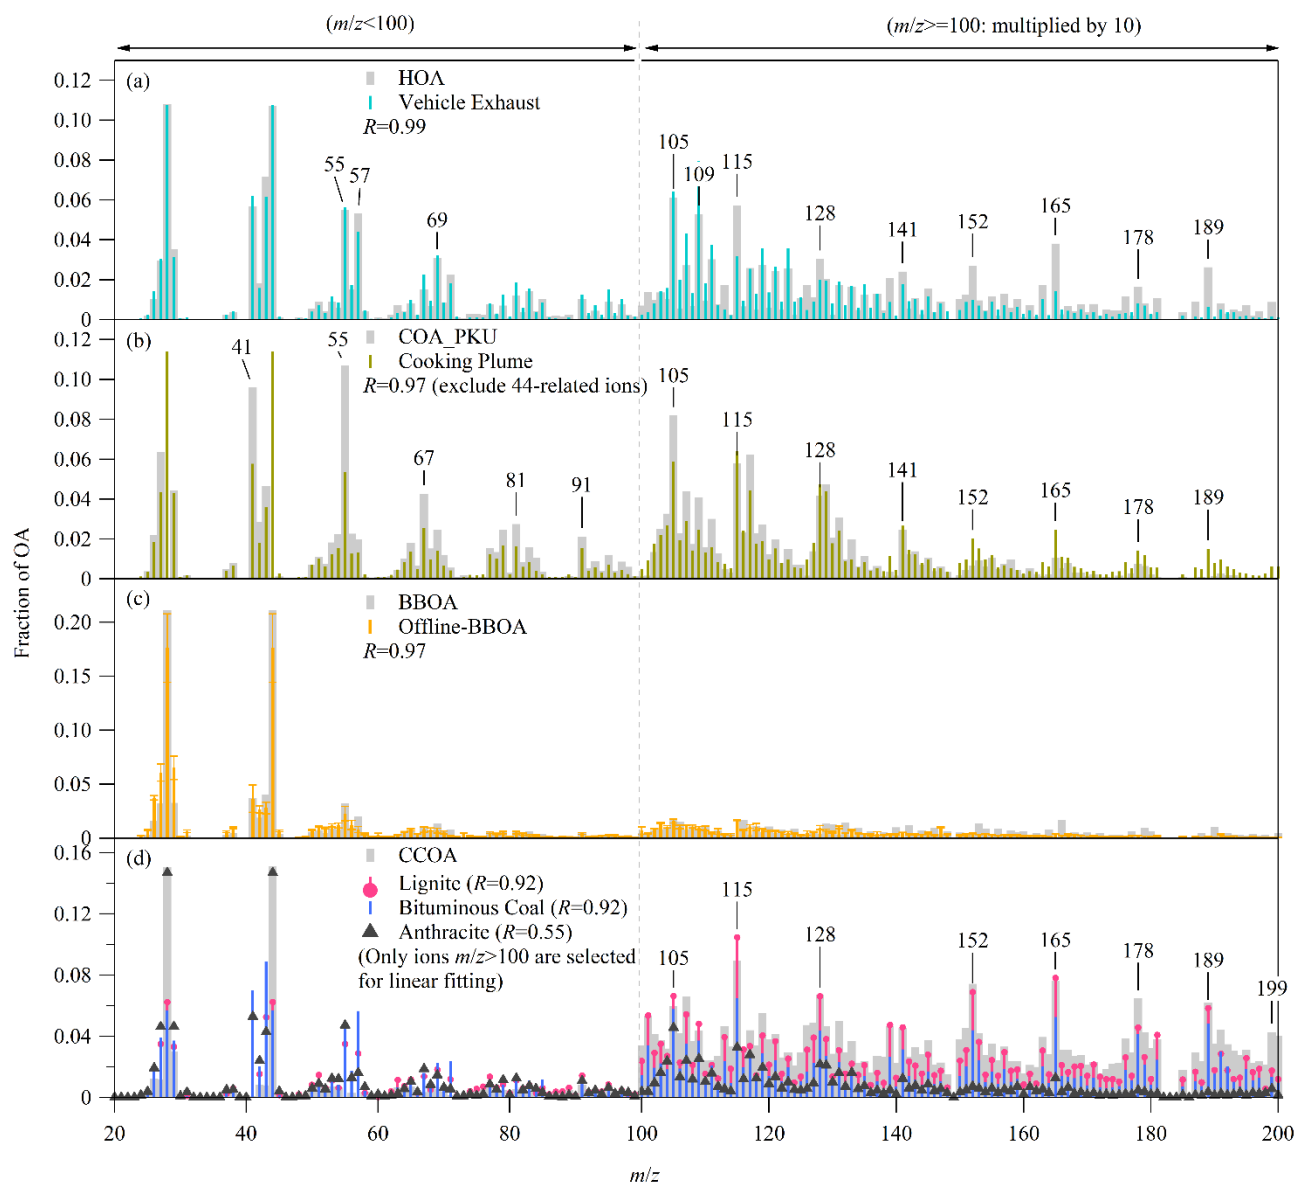 (m/z<100)
(m/z>=100: multiplied by 10)
Fraction of OA
(a)
HOA
Vehicle Exhaust
R=0.99
0.12
0.10
0.08
0.06
0.04
0.02
0
55
57
69
105
109
115
128
141
152
165
178
189
(b)
COA_PKU
Cooking Plume
R=0.97 (exclude 44-related ions)
0.12
0.10
0.08
0.06
0.04
0.02
0
41
55
67
81
91
105
115
128
141
152
165
178
189
(c)
BBOA
Offline-BBOA
R=0.97
0.20
0.15
0.10
0.05
0
(d)
CCOA
Lignite (R=0.92)
Bituminous Coal (R=0.92)
Anthracite (R=0.55)
(Only ions m/z>100 are selected
for linear fitting)
0.16
0.12
0.08
0.04
0
105
115
128
152
165
178
189
199
20 40 60 80 100 120 140 160 180 200
m/z